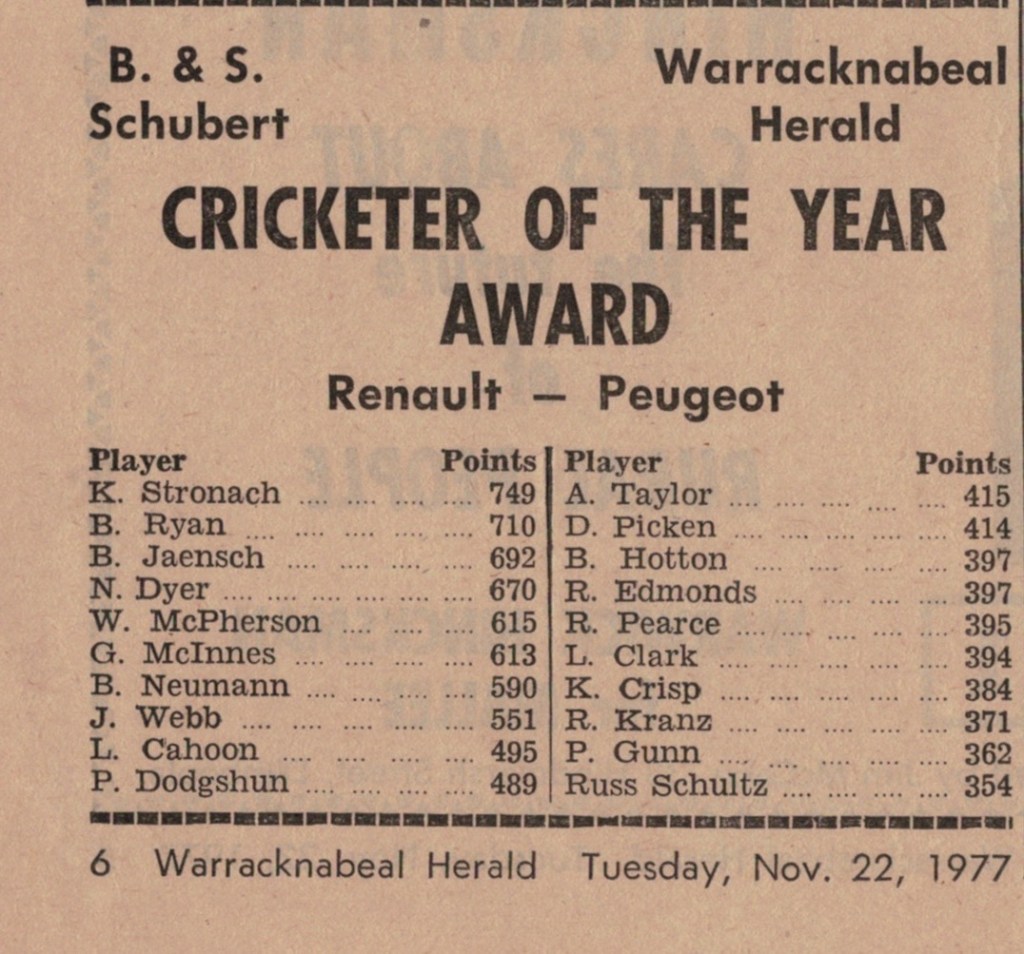 B. & S. Schubert
Warracknabeal Herald
CRICKETER OF THE YEAR
AWARD
Renault — Peugeot
Player Points
K. Stronach .... .... .... .... 749
B. Ryan .... .... .... .... .... 710
B. Jaensch .... .... .... .... 692
N. Dyer .... .... .... .... .... .... 670
W. McPherson .... .... .... 615
G. McInnes .... .... .... .... 613
B. Neumann .... .... .... .... 590
J. Webb .... .... .... .... .... 551
L. Cahoon .... .... .... .... 495
P. Dodgshun .... .... .... .... 489
Player Points
A. Taylor .... .... .... .... .... 415
D. Picken .... .... .... .... .... 414
B. Hotton .... .... .... .... 397
R. Edmonds .... .... .... .... 397
R. Pearce .... .... .... .... .... 395
L. Clark .... .... .... .... .... 394
K. Crisp .... .... .... .... .... 384
R. Kranz .... .... .... .... .... 371
P. Gunn .... .... .... .... .... 362
Russ Schultz .... .... .... .... 354
6 Warracknabeal Herald Tuesday, Nov. 22, 1977